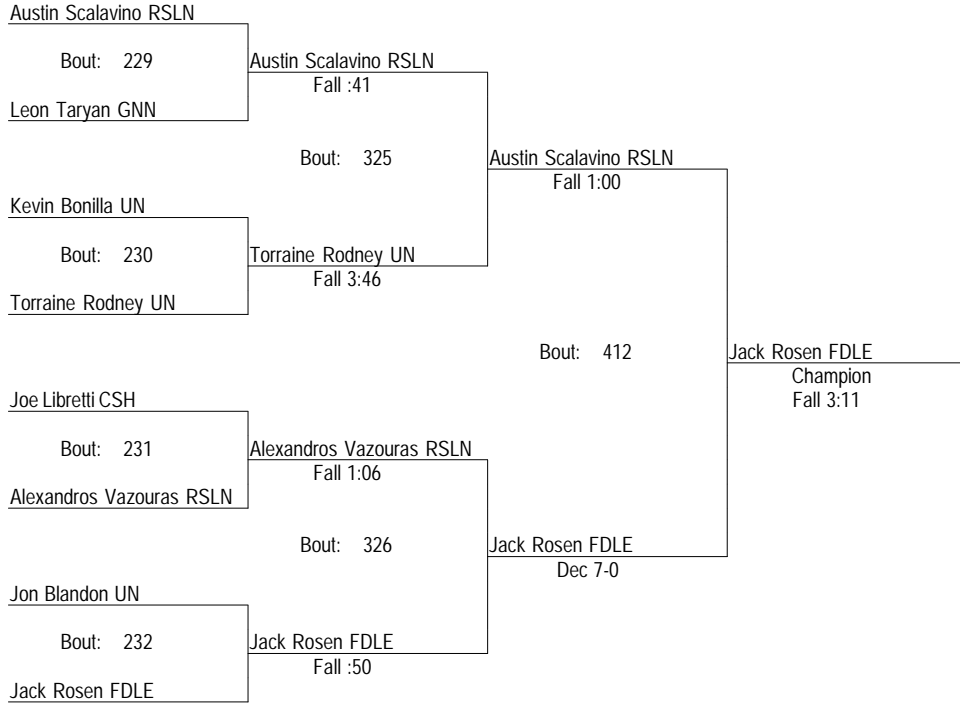 Austin Scalavino RSLN
Bout: 229
Austin Scalavino RSLN
Fall :41
Leon Taryan GNN
Bout: 325
Austin Scalavino RSLN
Fall 1:00
Kevin Bonilla UN
Bout: 230
Torraine Rodney UN
Fall 3:46
Torraine Rodney UN
Bout: 412
Jack Rosen FDLE
Champion
Fall 3:11
Joe Libretti CSH
Bout: 231
Alexandros Vazouras RSLN
Fall 1:06
Alexandros Vazouras RSLN
Bout: 326
Jack Rosen FDLE
Dec 7-0
Jon Blandon UN
Bout: 232
Jack Rosen FDLE
Fall :50
Jack Rosen FDLE